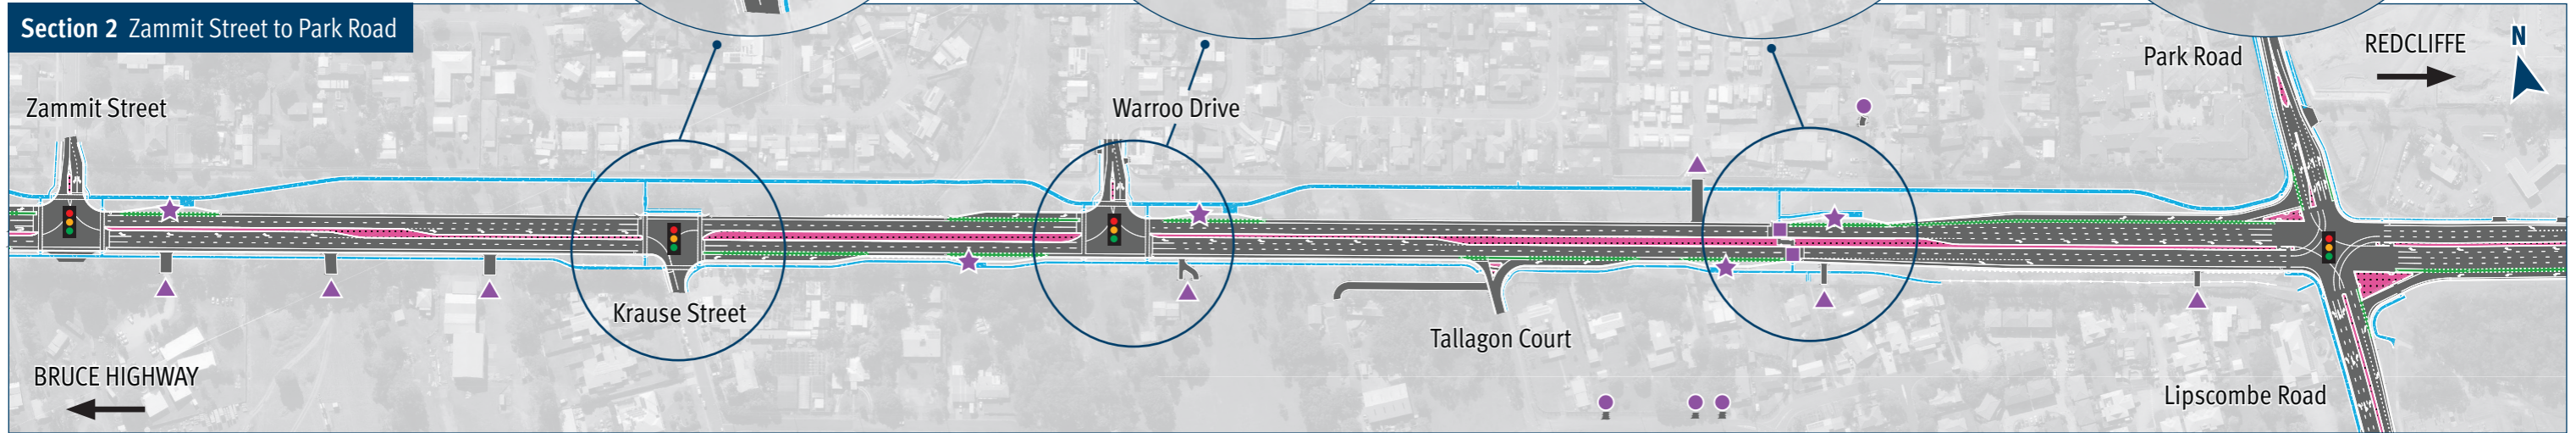 Section 2 Zammit Street to Park Road
N
REDCLIFFE
Park Road
Zammit Street
Warroo Drive
Krause Street
Tallagon Court
BRUCE HIGHWAY
Lipscombe Road